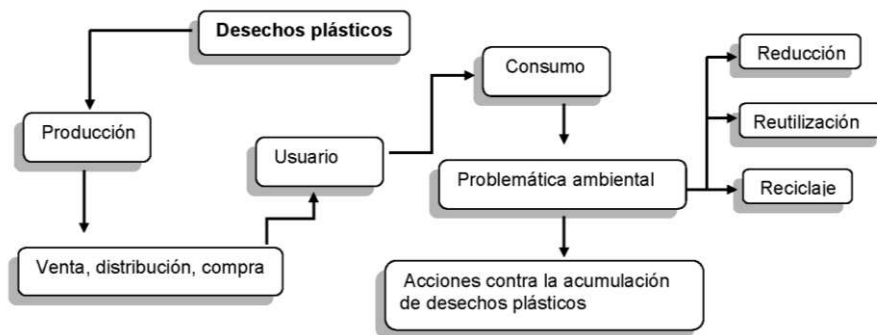 Desechos plásticos
Producción
Venta, distribución, compra
Usuario
Consumo
Problemática ambiental
Reducción
Reutilización
Reciclaje
Acciones contra la acumulación
de desechos plásticos